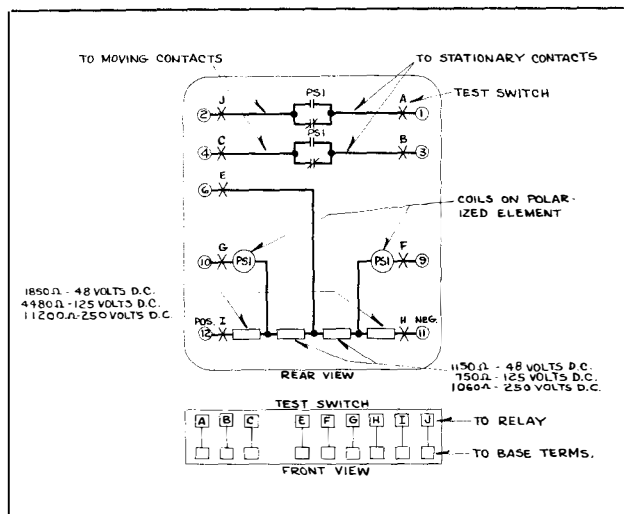 TO MOVING CONTACTS
TO STATIONARY CONTACTS
PS1
J
A
TEST SWITCH
2
1
PS1
C
B
4
3
E
6
COILS ON POLAR-
IZED ELEMENT
G
F
10
PS1
PS1
9
1850Ω - 48 VOLTS D.C.
4480Ω - 125 VOLTS D.C.
11200Ω - 250 VOLTS D.C.
POS. I
H NEG.
12
11
REAR VIEW
1150Ω - 48 VOLTS D.C.
750Ω - 125 VOLTS D.C.
1060Ω - 250 VOLTS D.C.
TEST SWITCH
A B C E F G H I J
TO RELAY
TO BASE TERMS.
FRONT VIEW